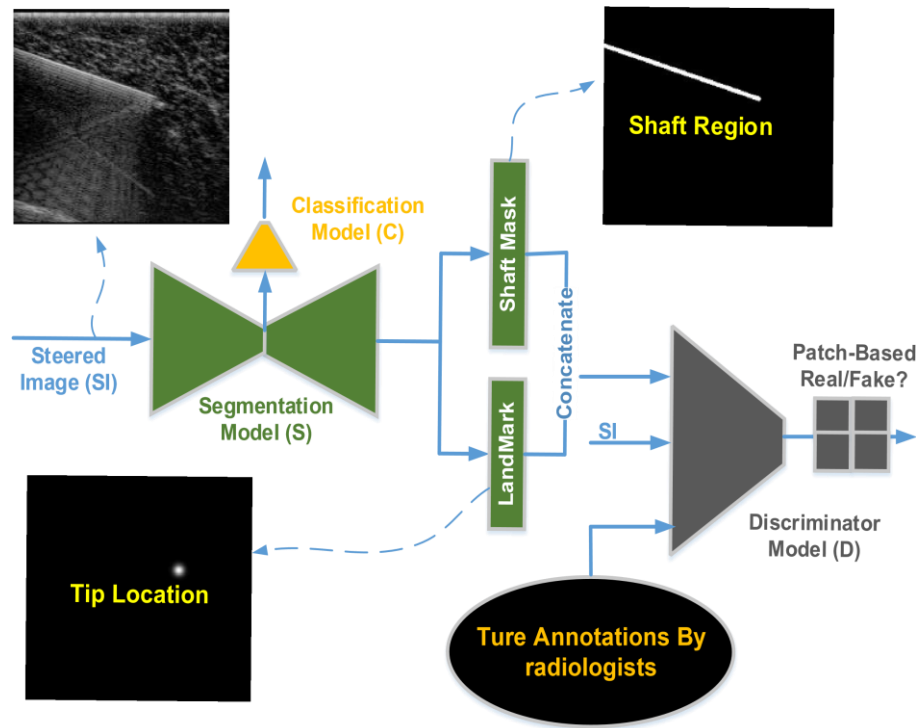 Shaft Region
Classification
Model (C)
Shaft Mask
Concatenate
Steered
Image (SI)
Segmentation
Model (S)
LandMark
SI
Patch-Based
Real/Fake?
Discriminator
Model (D)
Tip Location
Ture Annotations By
radiologists